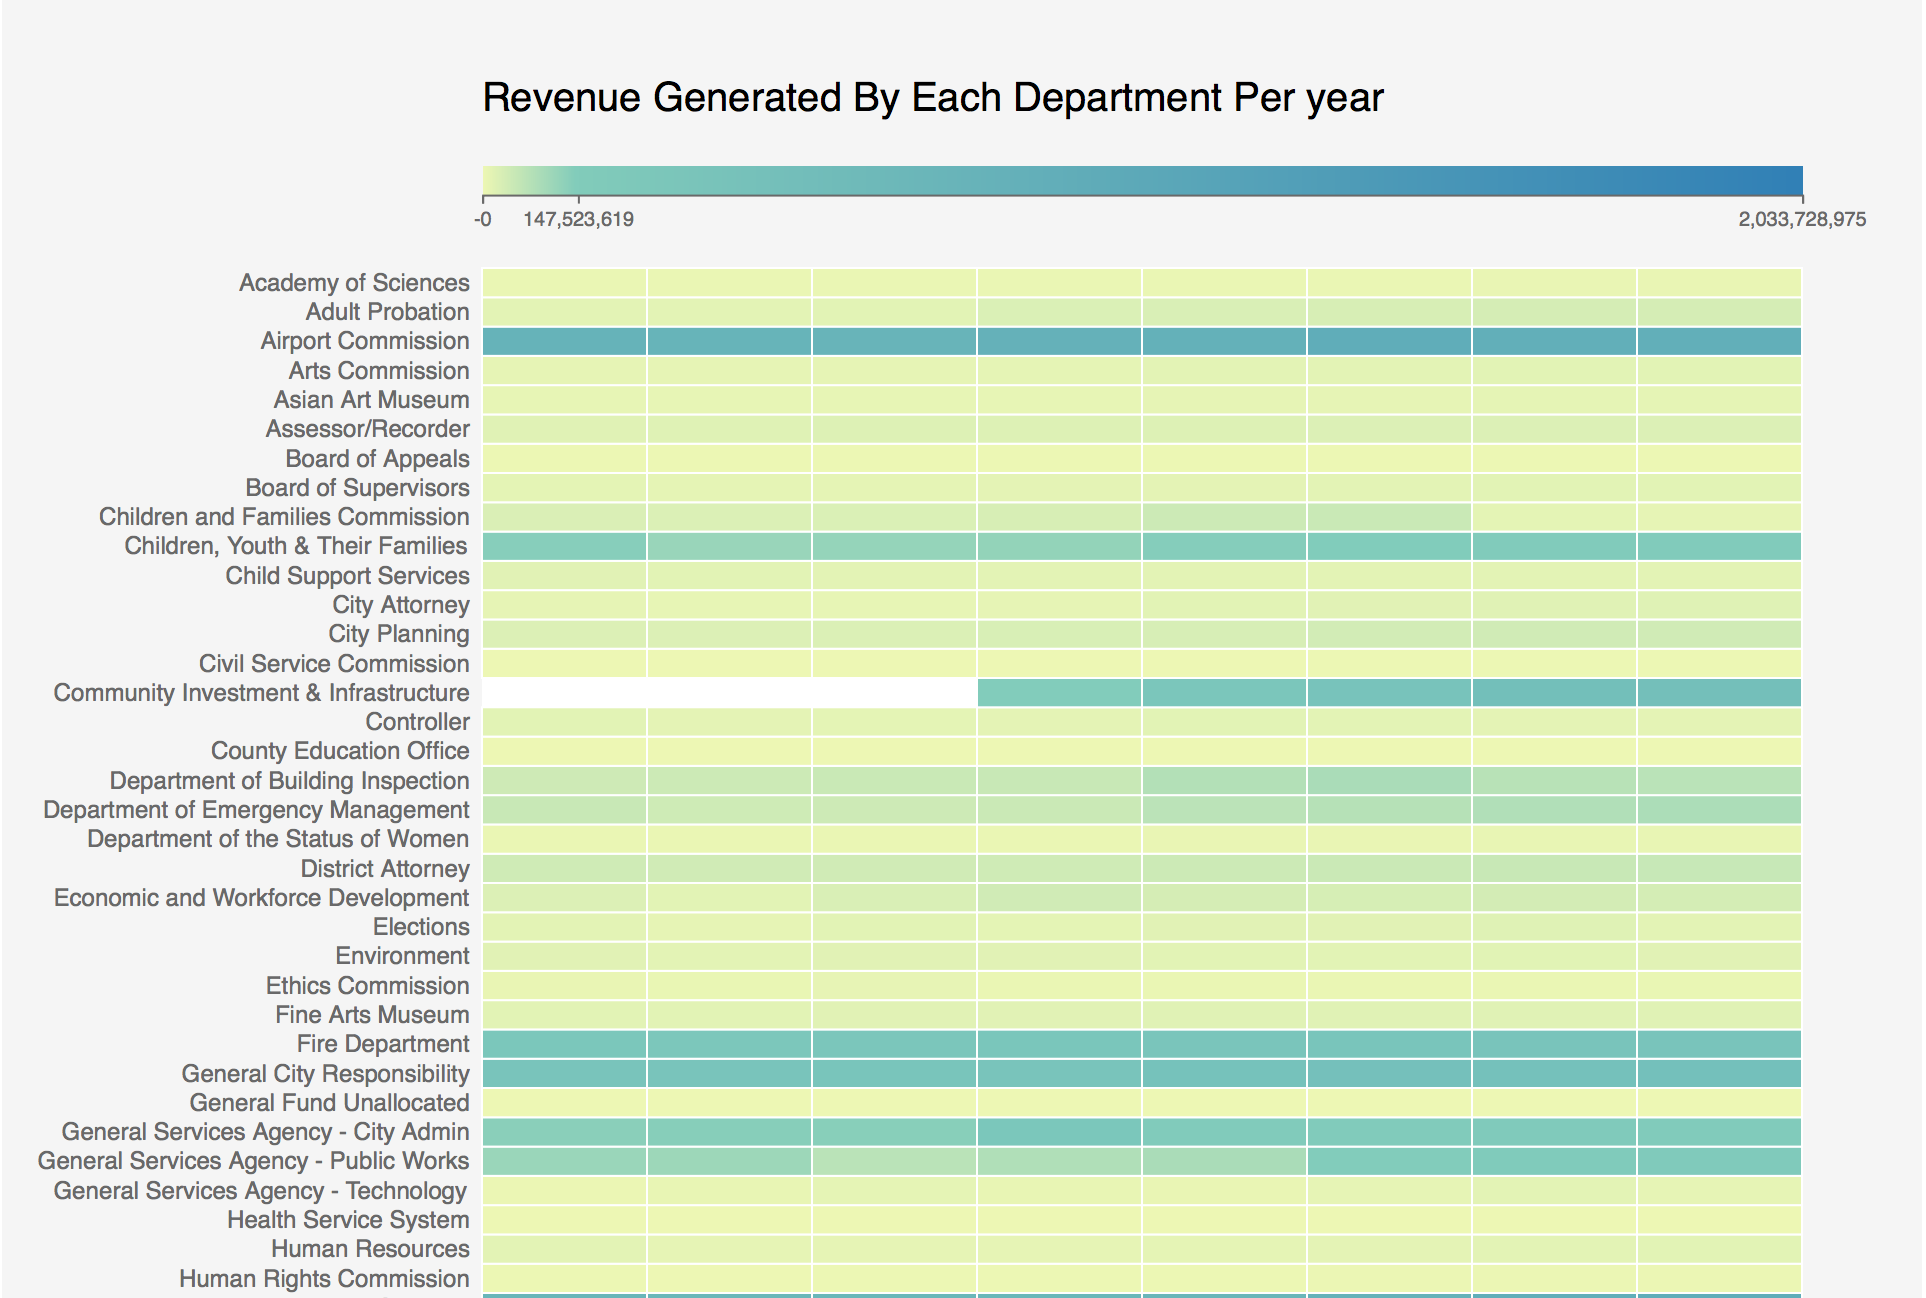 Revenue Generated By Each Department Per year
-0 147,523,619 2,033,728,975
Academy of Sciences
Adult Probation
Airport Commission
Arts Commission
Asian Art Museum
Assessor/Recorder
Board of Appeals
Board of Supervisors
Children and Families Commission
Children, Youth & Their Families
Child Support Services
City Attorney
City Planning
Civil Service Commission
Community Investment & Infrastructure
Controller
County Education Office
Department of Building Inspection
Department of Emergency Management
Department of the Status of Women
District Attorney
Economic and Workforce Development
Elections
Environment
Ethics Commission
Fine Arts Museum
Fire Department
General City Responsibility
General Fund Unallocated
General Services Agency - City Admin
General Services Agency - Public Works
General Services Agency - Technology
Health Service System
Human Resources
Human Rights Commission